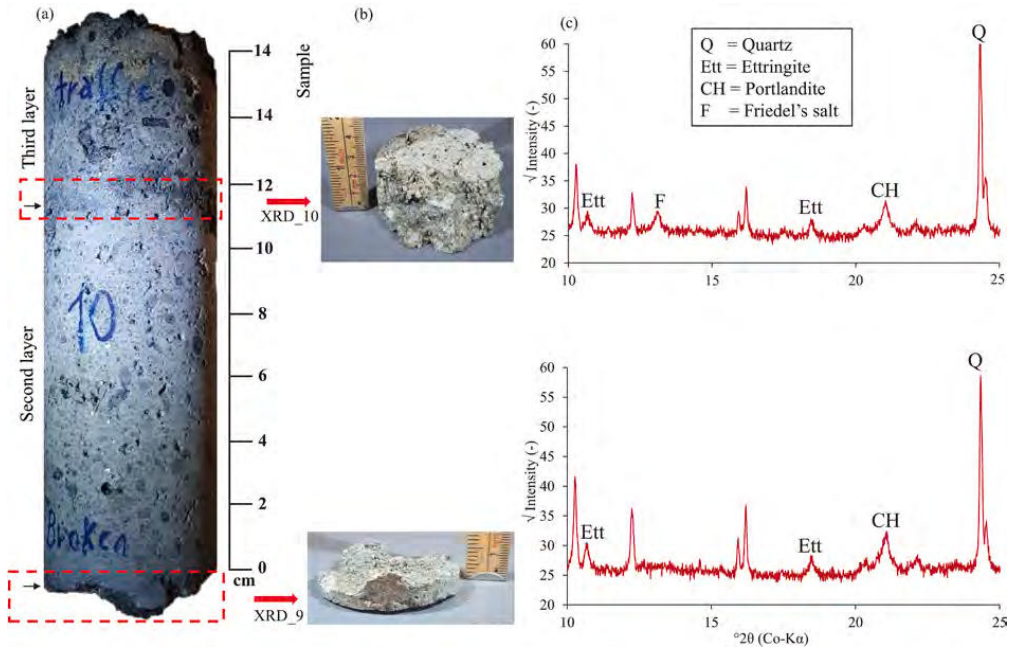 (a)
Third layer
Second layer
traffic
10
Broken
14
14
12
10
8
6
4
2
0
cm
Sample
XRD_10
XRD_9
(b)
(c)
Q = Quartz
Ett = Ettringite
CH = Portlandite
F = Friedel's salt
√ Intensity (-)
60
55
50
45
40
35
30
25
20
Ett
F
Ett
CH
Q
10
15
20
25
√ Intensity (-)
60
55
50
45
40
35
30
25
20
Ett
Ett
CH
Q
10
15
20
25
°2θ (Co-Kα)